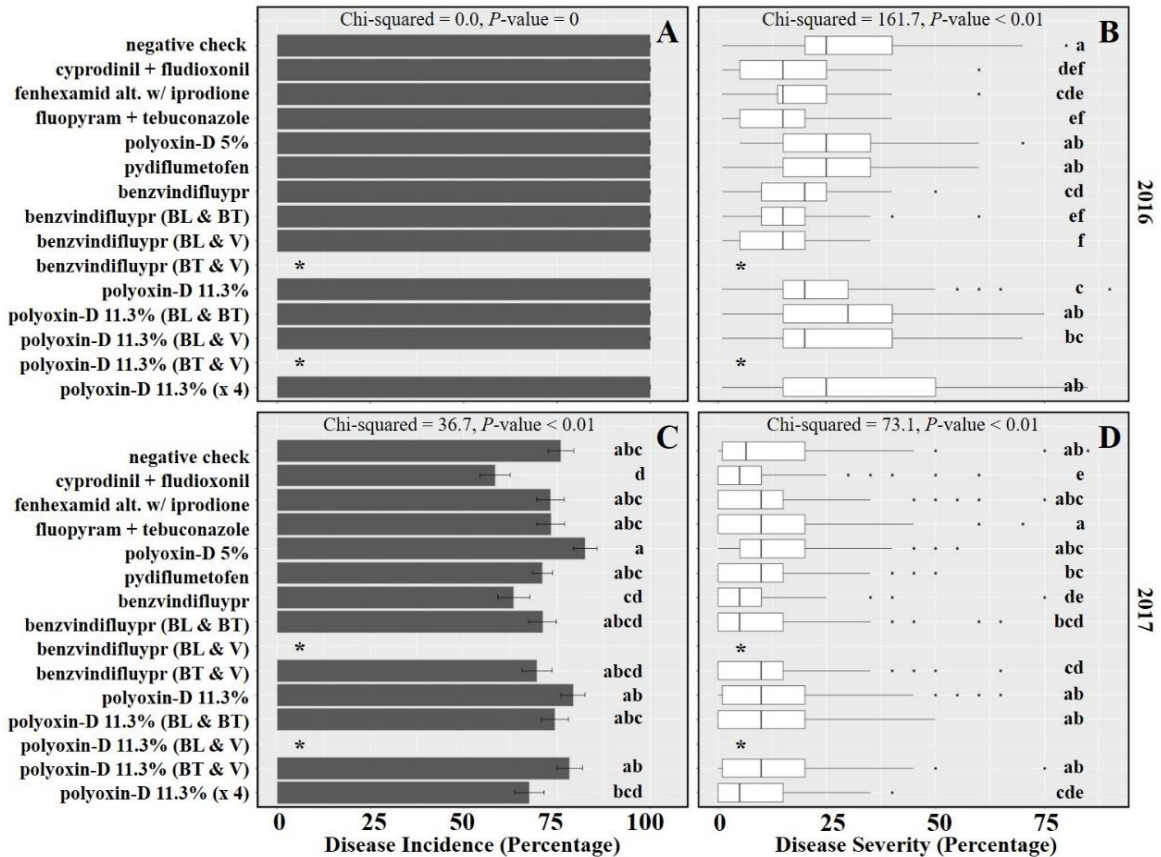 Chi-squared = 0.0, P-value = 0
A
Chi-squared = 161.7, P-value < 0.01
B
negative check a
cyprodinil + fludioxonil def
fenhexamid alt. w/ iprodione cde
fluopyram + tebuconazole ef
polyoxin-D 5% ab
pydiflumetofen ab
benzvindifluypr cd
benzvindifluypr (BL & BT) ef
benzvindifluypr (BL & V) f
benzvindifluypr (BT & V) * *
polyoxin-D 11.3% c
polyoxin-D 11.3% (BL & BT) ab
polyoxin-D 11.3% (BL & V) bc
polyoxin-D 11.3% (BT & V) * *
polyoxin-D 11.3% (x 4) ab
2016
Chi-squared = 36.7, P-value < 0.01
C
Chi-squared = 73.1, P-value < 0.01
D
negative check abc ab
cyprodinil + fludioxonil d e
fenhexamid alt. w/ iprodione abc abc
fluopyram + tebuconazole abc a
polyoxin-D 5% a abc
pydiflumetofen abc bc
benzvindifluypr cd de
benzvindifluypr (BL & BT) abcd bcd
benzvindifluypr (BL & V) * *
benzvindifluypr (BT & V) abcd cd
polyoxin-D 11.3% ab ab
polyoxin-D 11.3% (BL & BT) abc ab
polyoxin-D 11.3% (BL & V) * *
polyoxin-D 11.3% (BT & V) ab ab
polyoxin-D 11.3% (x 4) bcd cde
2017
0 25 50 75 100 0 25 50 75
Disease Incidence (Percentage) Disease Severity (Percentage)